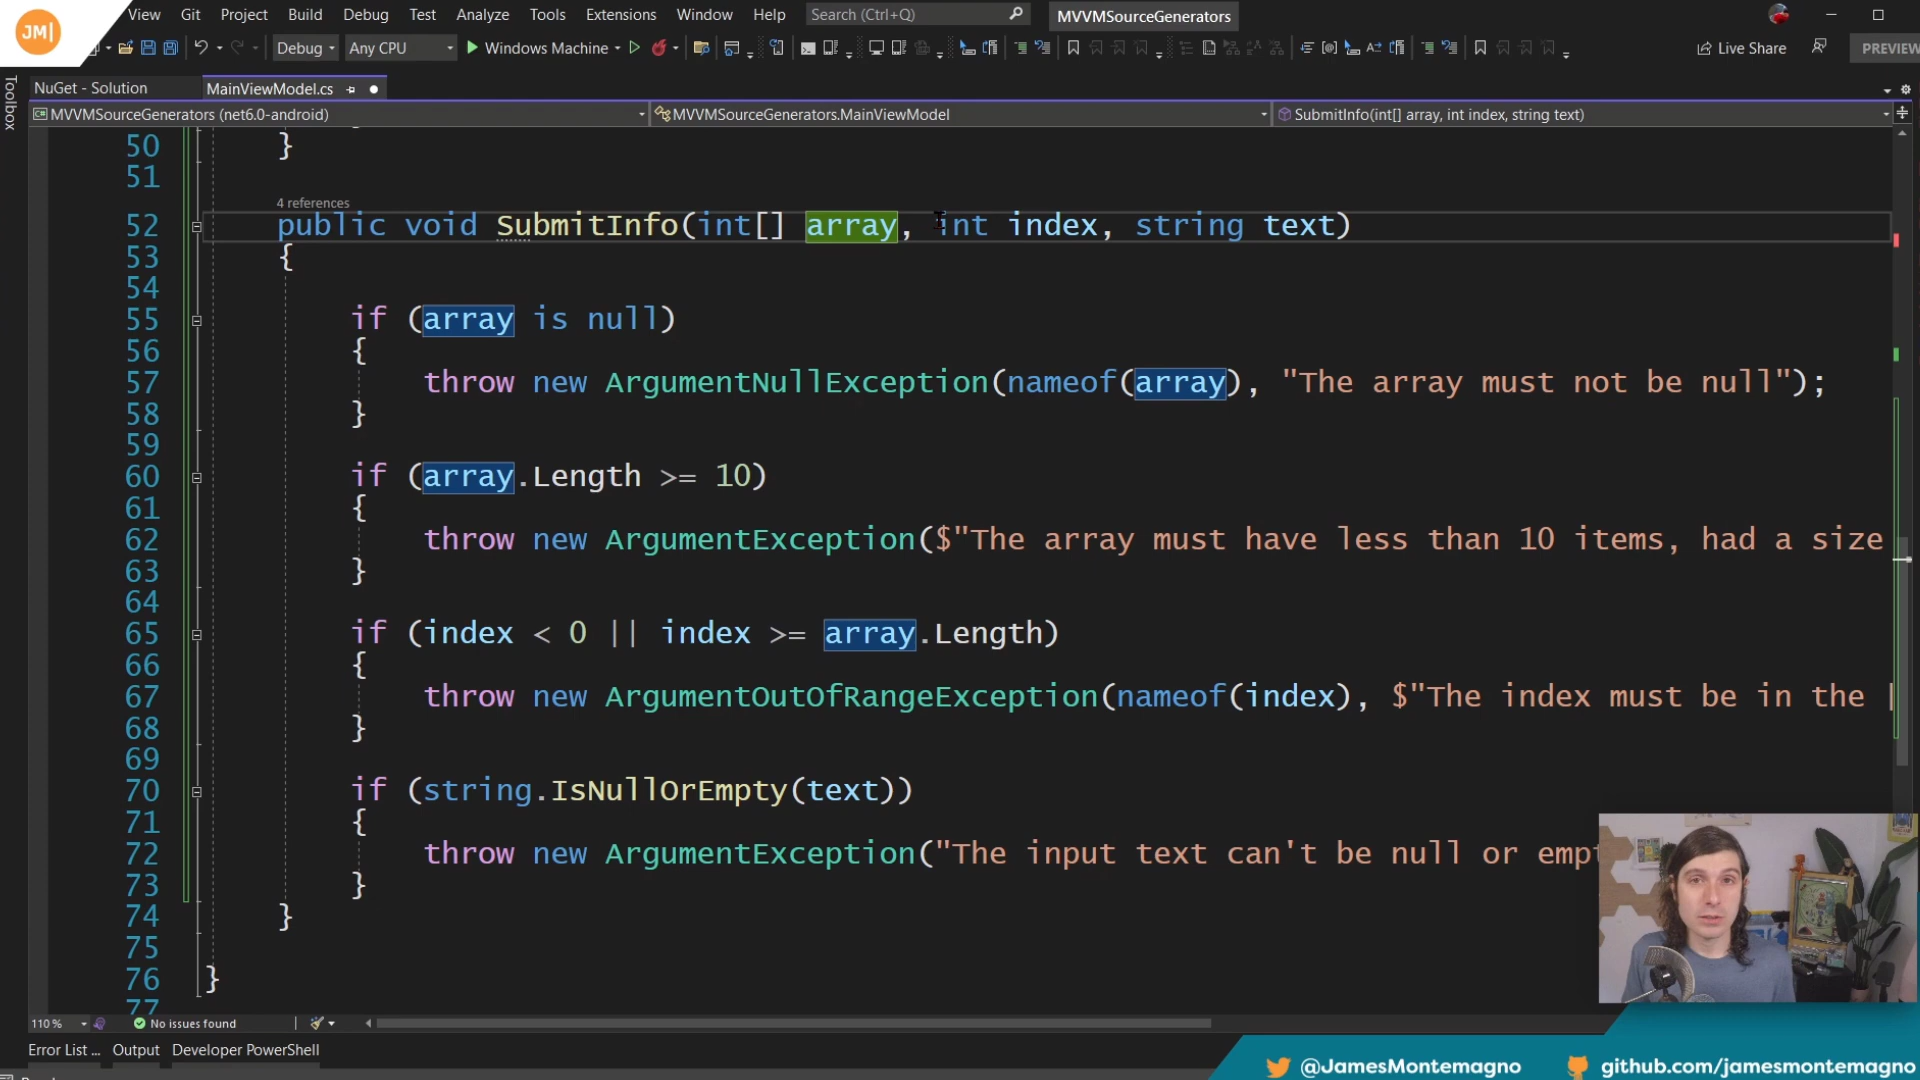 JM|
View Git Project Build Debug Test Analyze Tools Extensions Window Help Search (Ctrl+Q) MVVMSourceGenerators
Debug Any CPU Windows Machine Live Share PREVIEW
Toolbox
NuGet - Solution MainViewModel.cs
MVVMSourceGenerators (net6.0-android) MVVMSourceGenerators.MainViewModel SubmitInfo(int[] array, int index, string text)
50 }
51
4 references
52 public void SubmitInfo(int[] array, int index, string text)
53 {
54
55 if (array is null)
56 {
57 throw new ArgumentNullException(nameof(array), "The array must not be null");
58 }
59
60 if (array.Length >= 10)
61 {
62 throw new ArgumentException($"The array must have less than 10 items, had a size
63 }
64
65 if (index < 0 || index >= array.Length)
66 {
67 throw new ArgumentOutOfRangeException(nameof(index), $"The index must be in the
68 }
69
70 if (string.IsNullOrEmpty(text))
71 {
72 throw new ArgumentException("The input text can't be null or empt
73 }
74 }
75
76 }
77
110 % No issues found
Error List ... Output Developer PowerShell
@JamesMontemagno github.com/jamesmontemagno